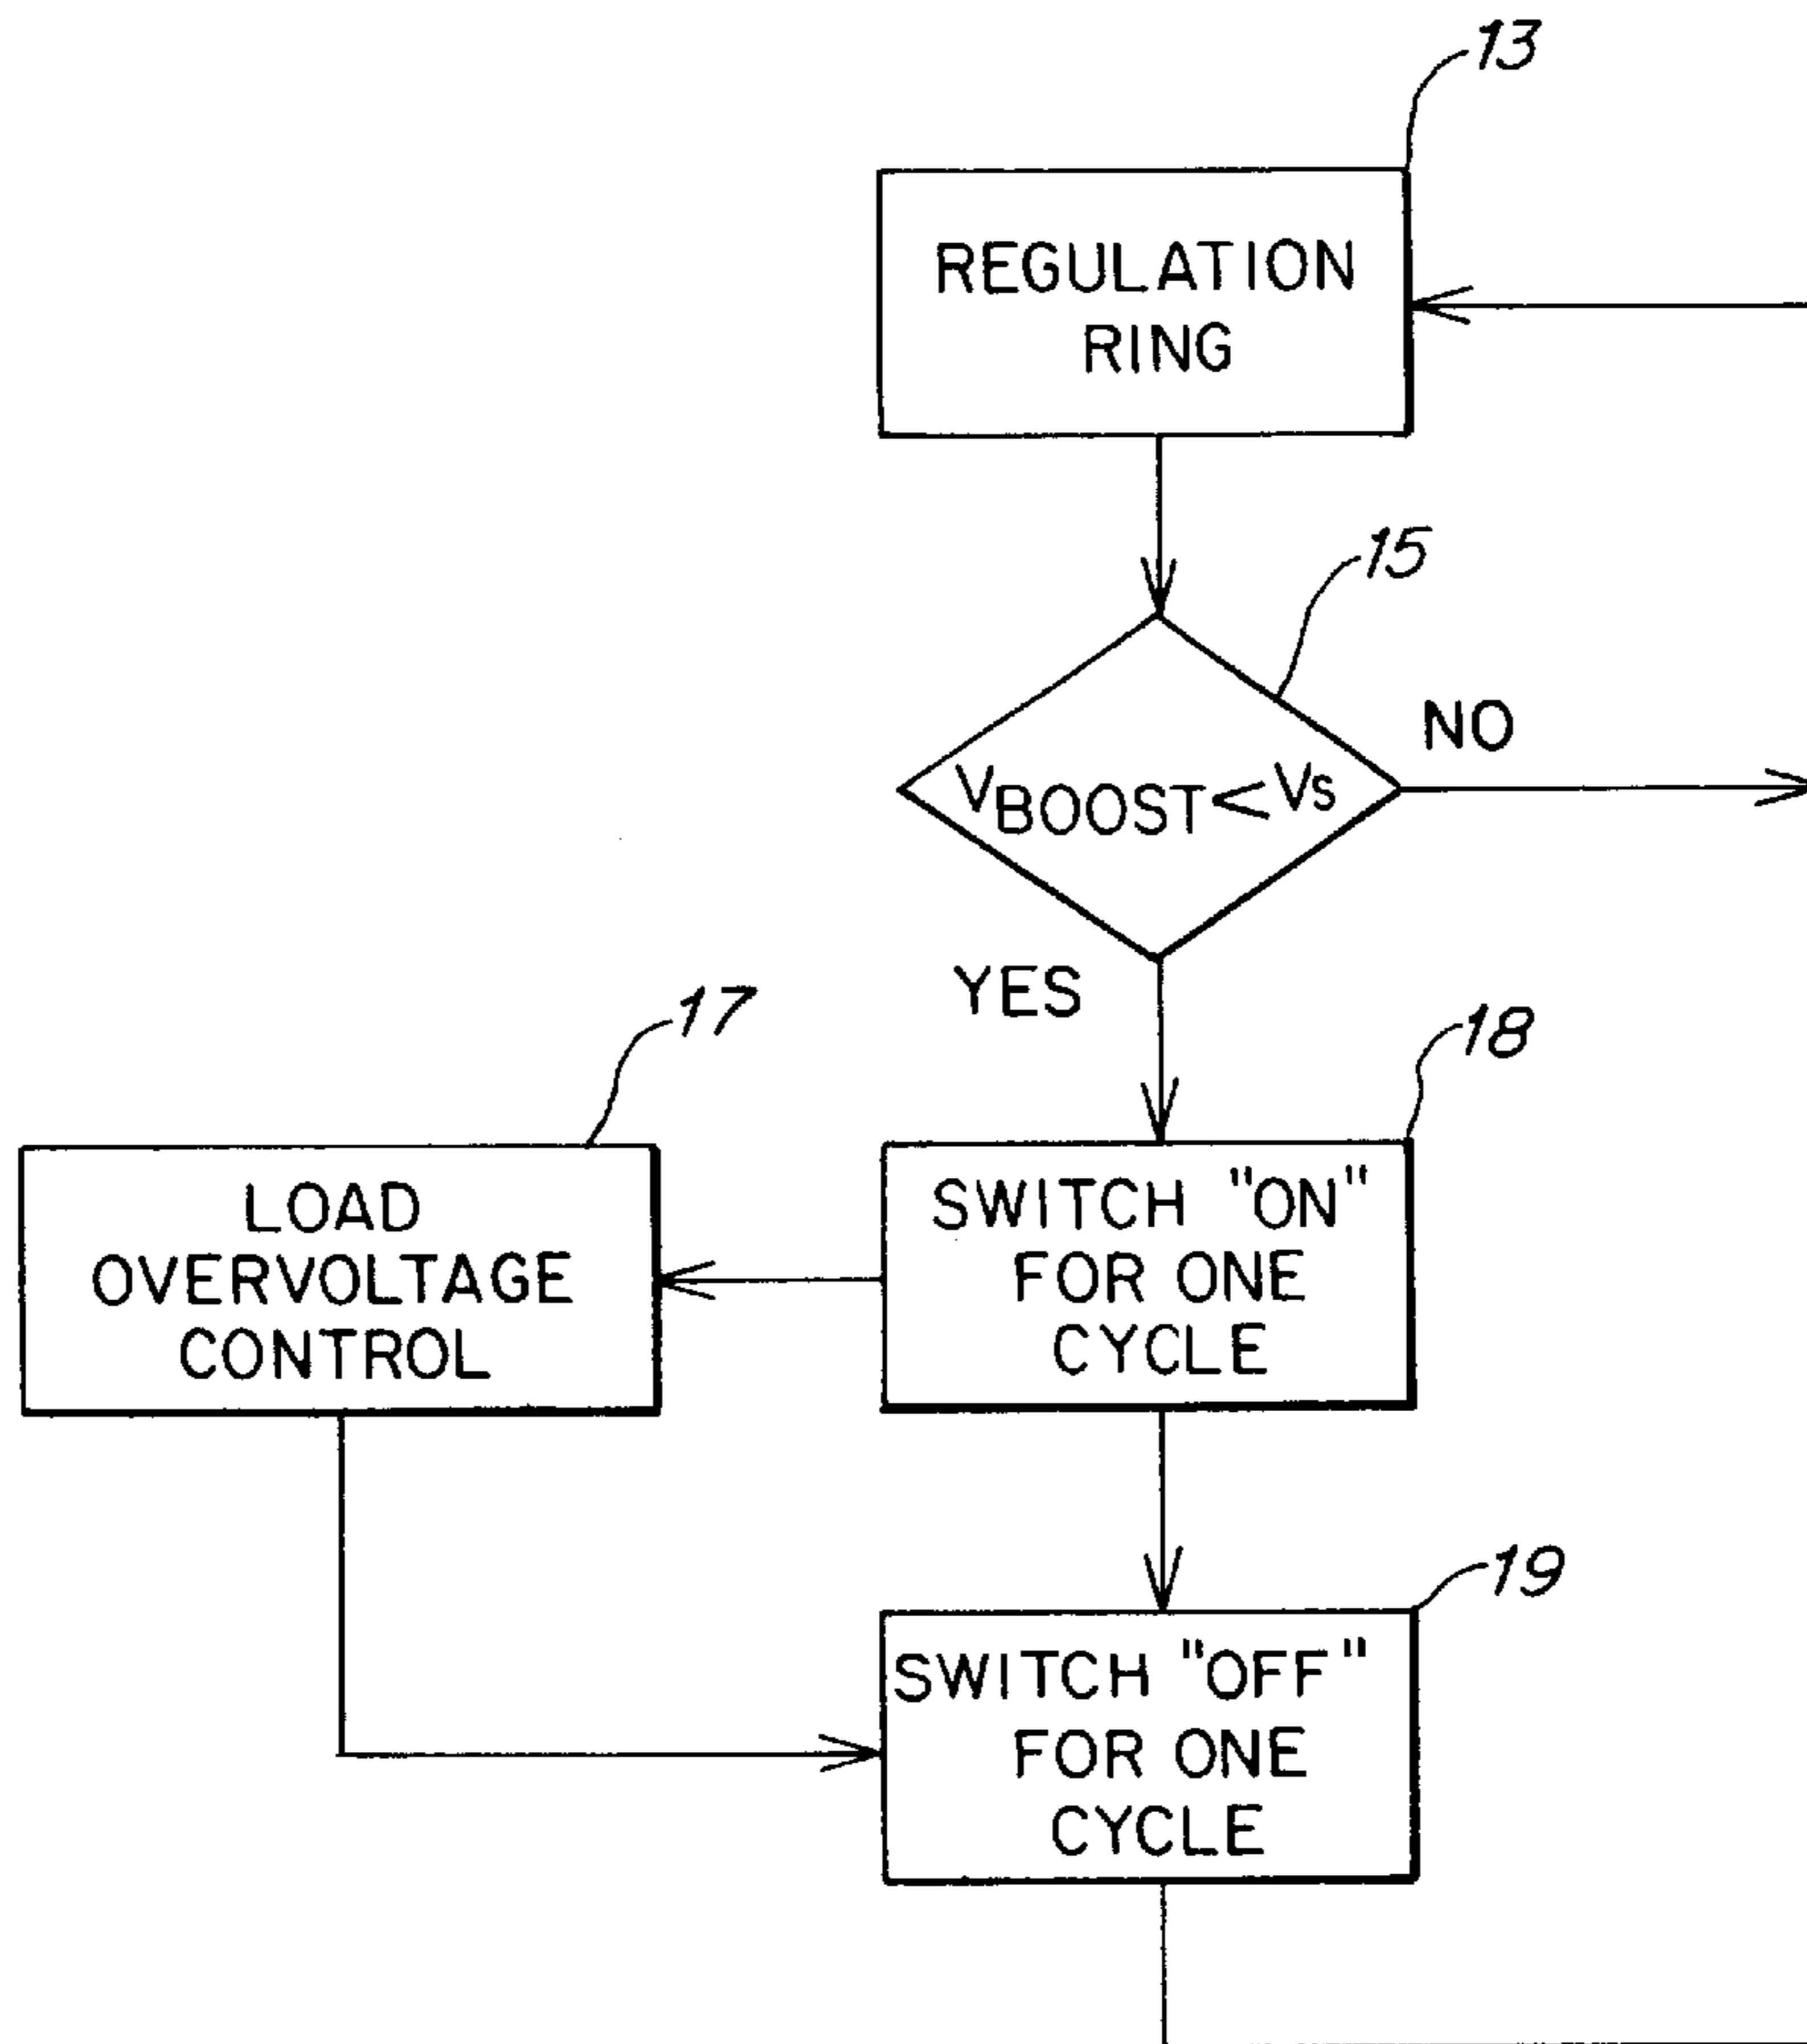 13
REGULATION
RING
15
NO
VBOOST<VS
YES
17
18
LOAD
OVERVOLTAGE
CONTROL
SWITCH "ON"
FOR ONE
CYCLE
19
SWITCH "OFF"
FOR ONE
CYCLE